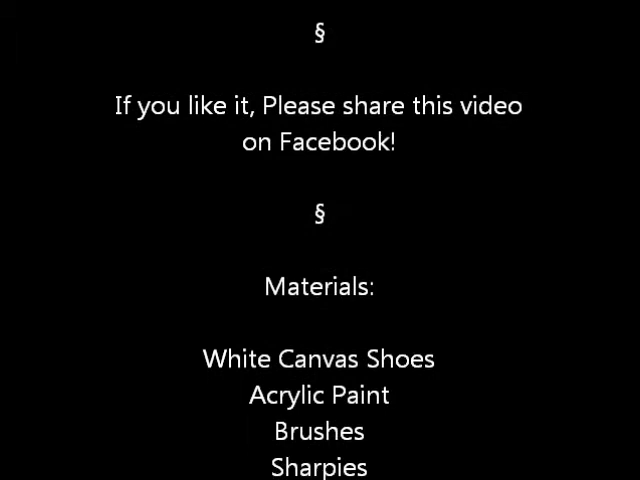 §
If you like it, Please share this video
on Facebook!
§
Materials:
White Canvas Shoes
Acrylic Paint
Brushes
Sharpies